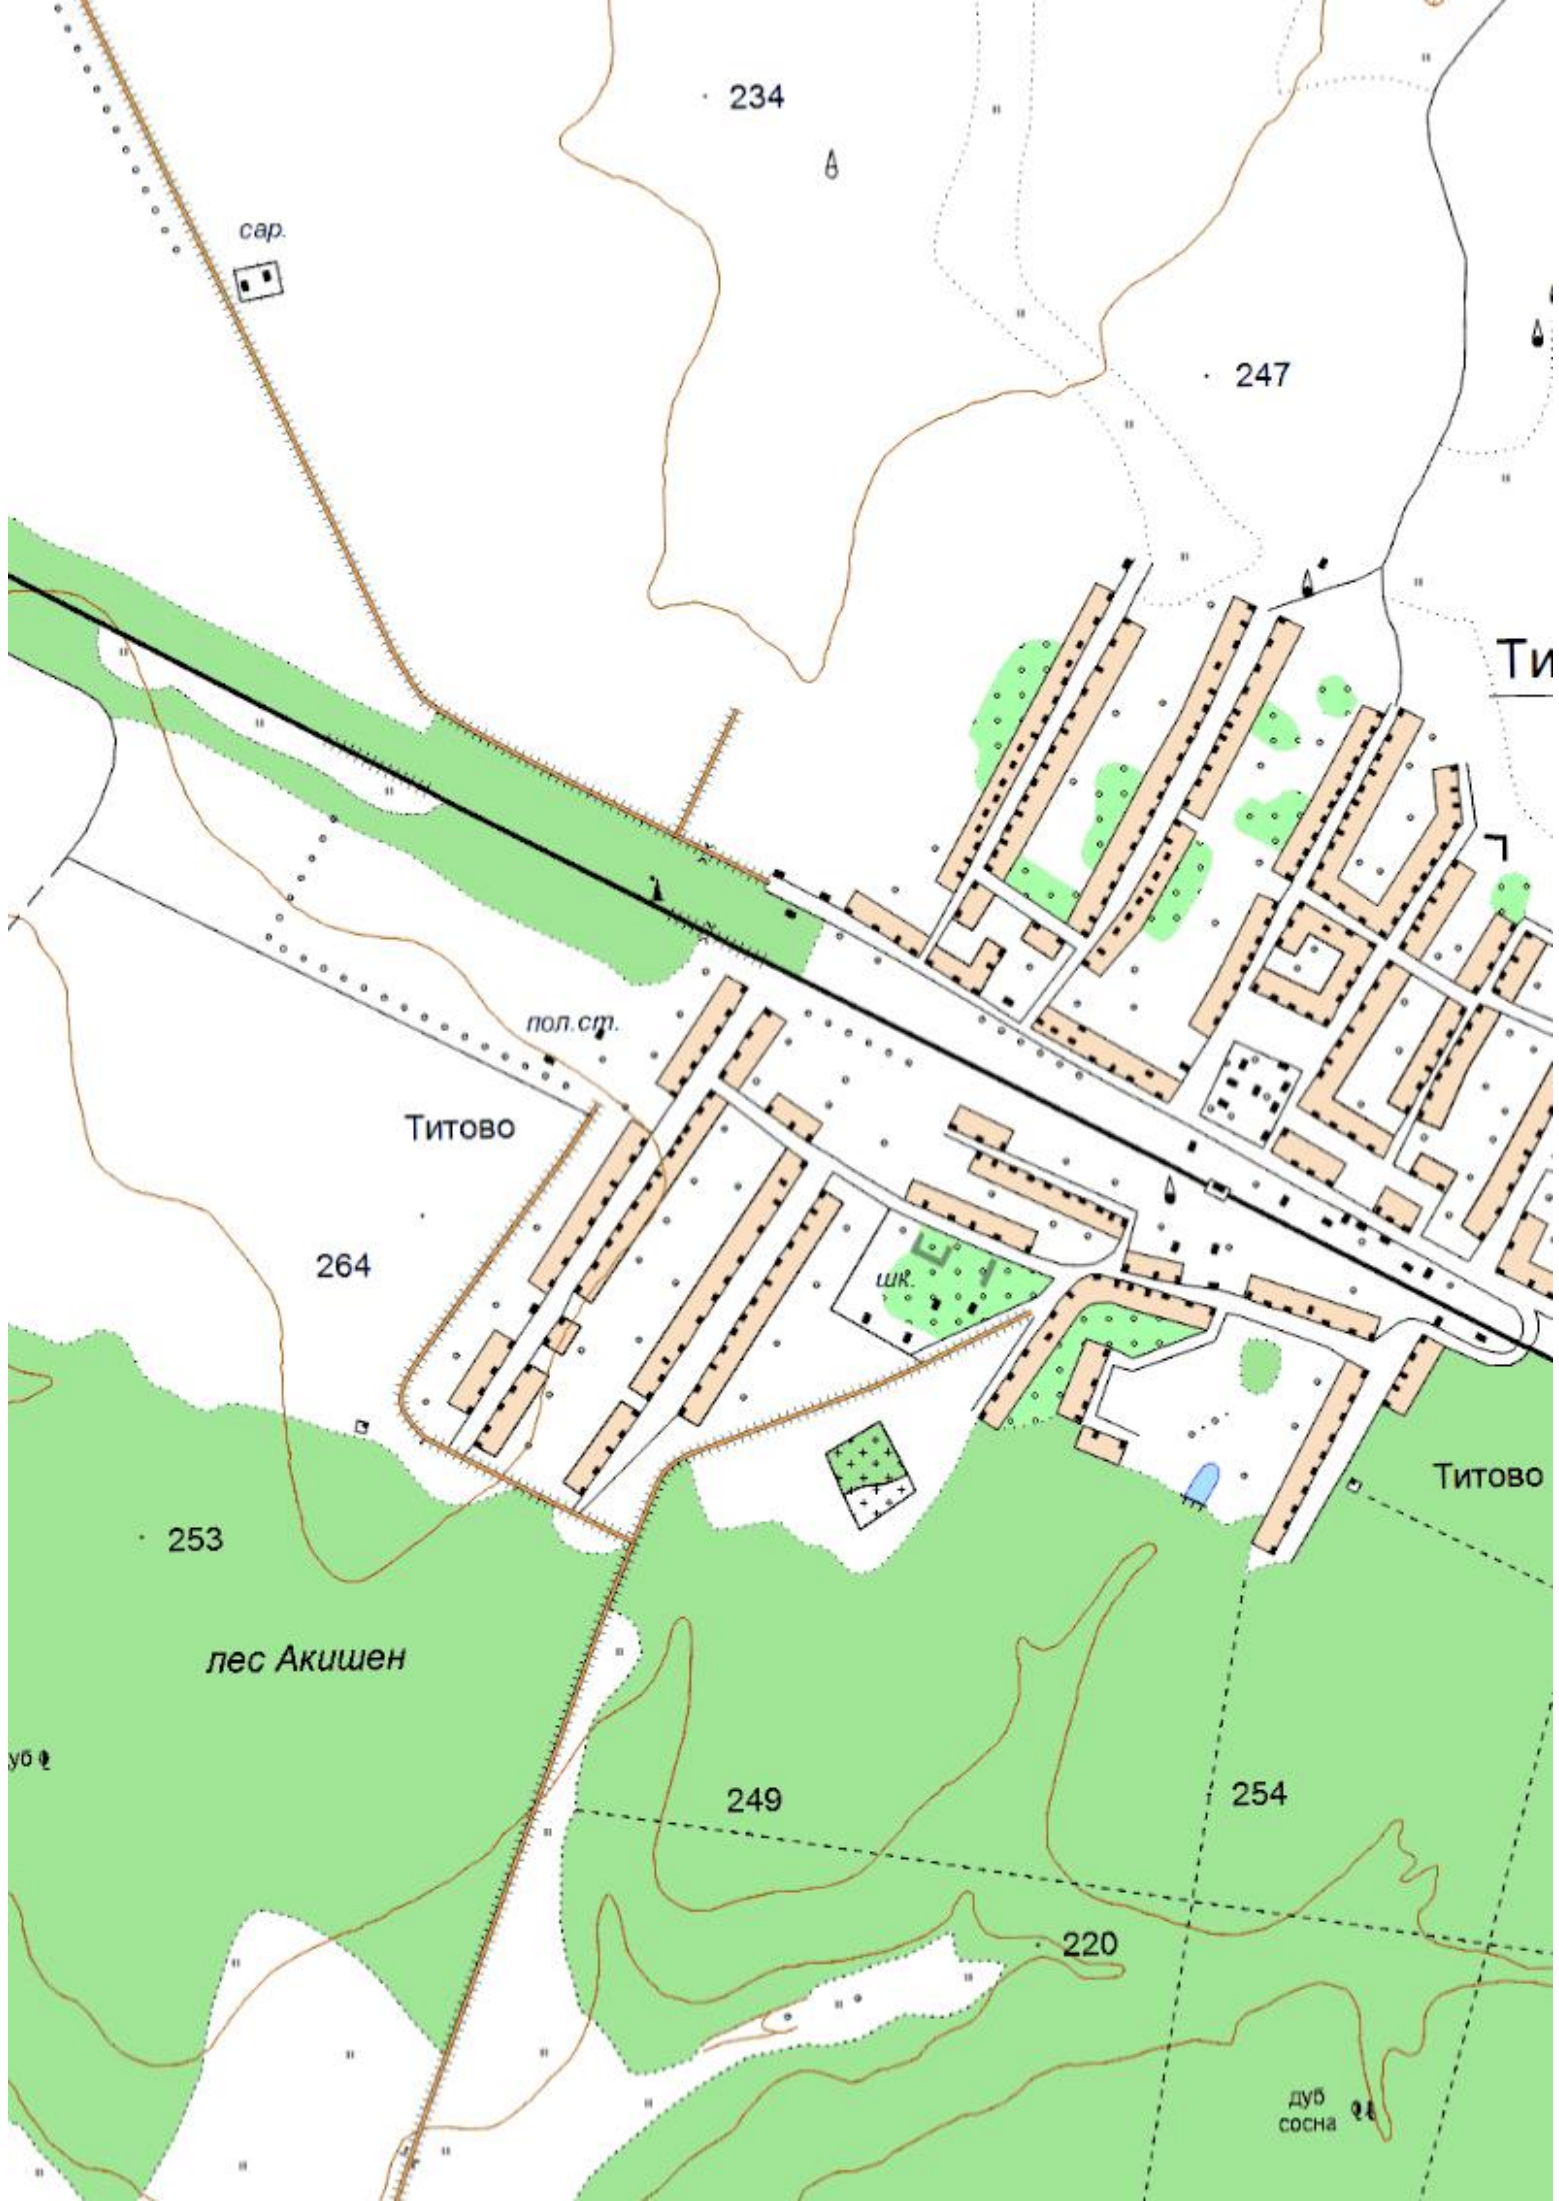 234
сар.
247
Ти
пол.ст.
Титово
264
шк.
Титово
253
лес Акишен
уб
249
254
220
дуб
сосна